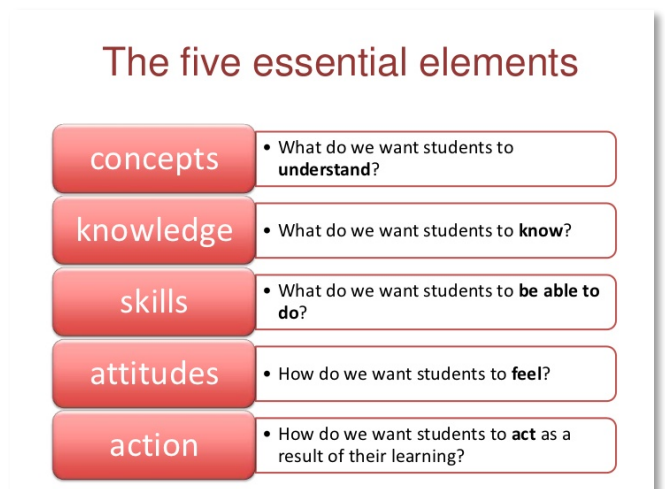 The five essential elements
concepts
• What do we want students to
understand?
knowledge
• What do we want students to know?
skills
• What do we want students to be able to
do?
attitudes
• How do we want students to feel?
action
• How do we want students to act as a
result of their learning?